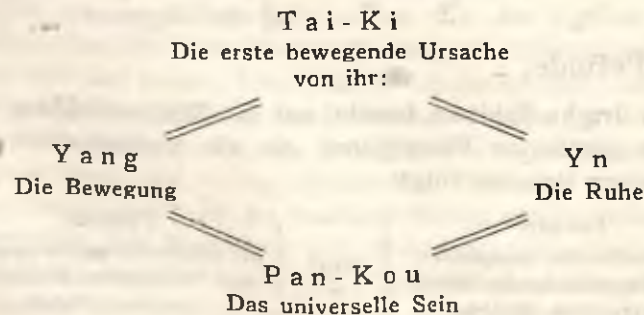 Tai-Ki
Die erste bewegende Ursache
von ihr:
Yang
Die Bewegung
Yn
Die Ruhe
Pan-Kou
Das universelle Sein